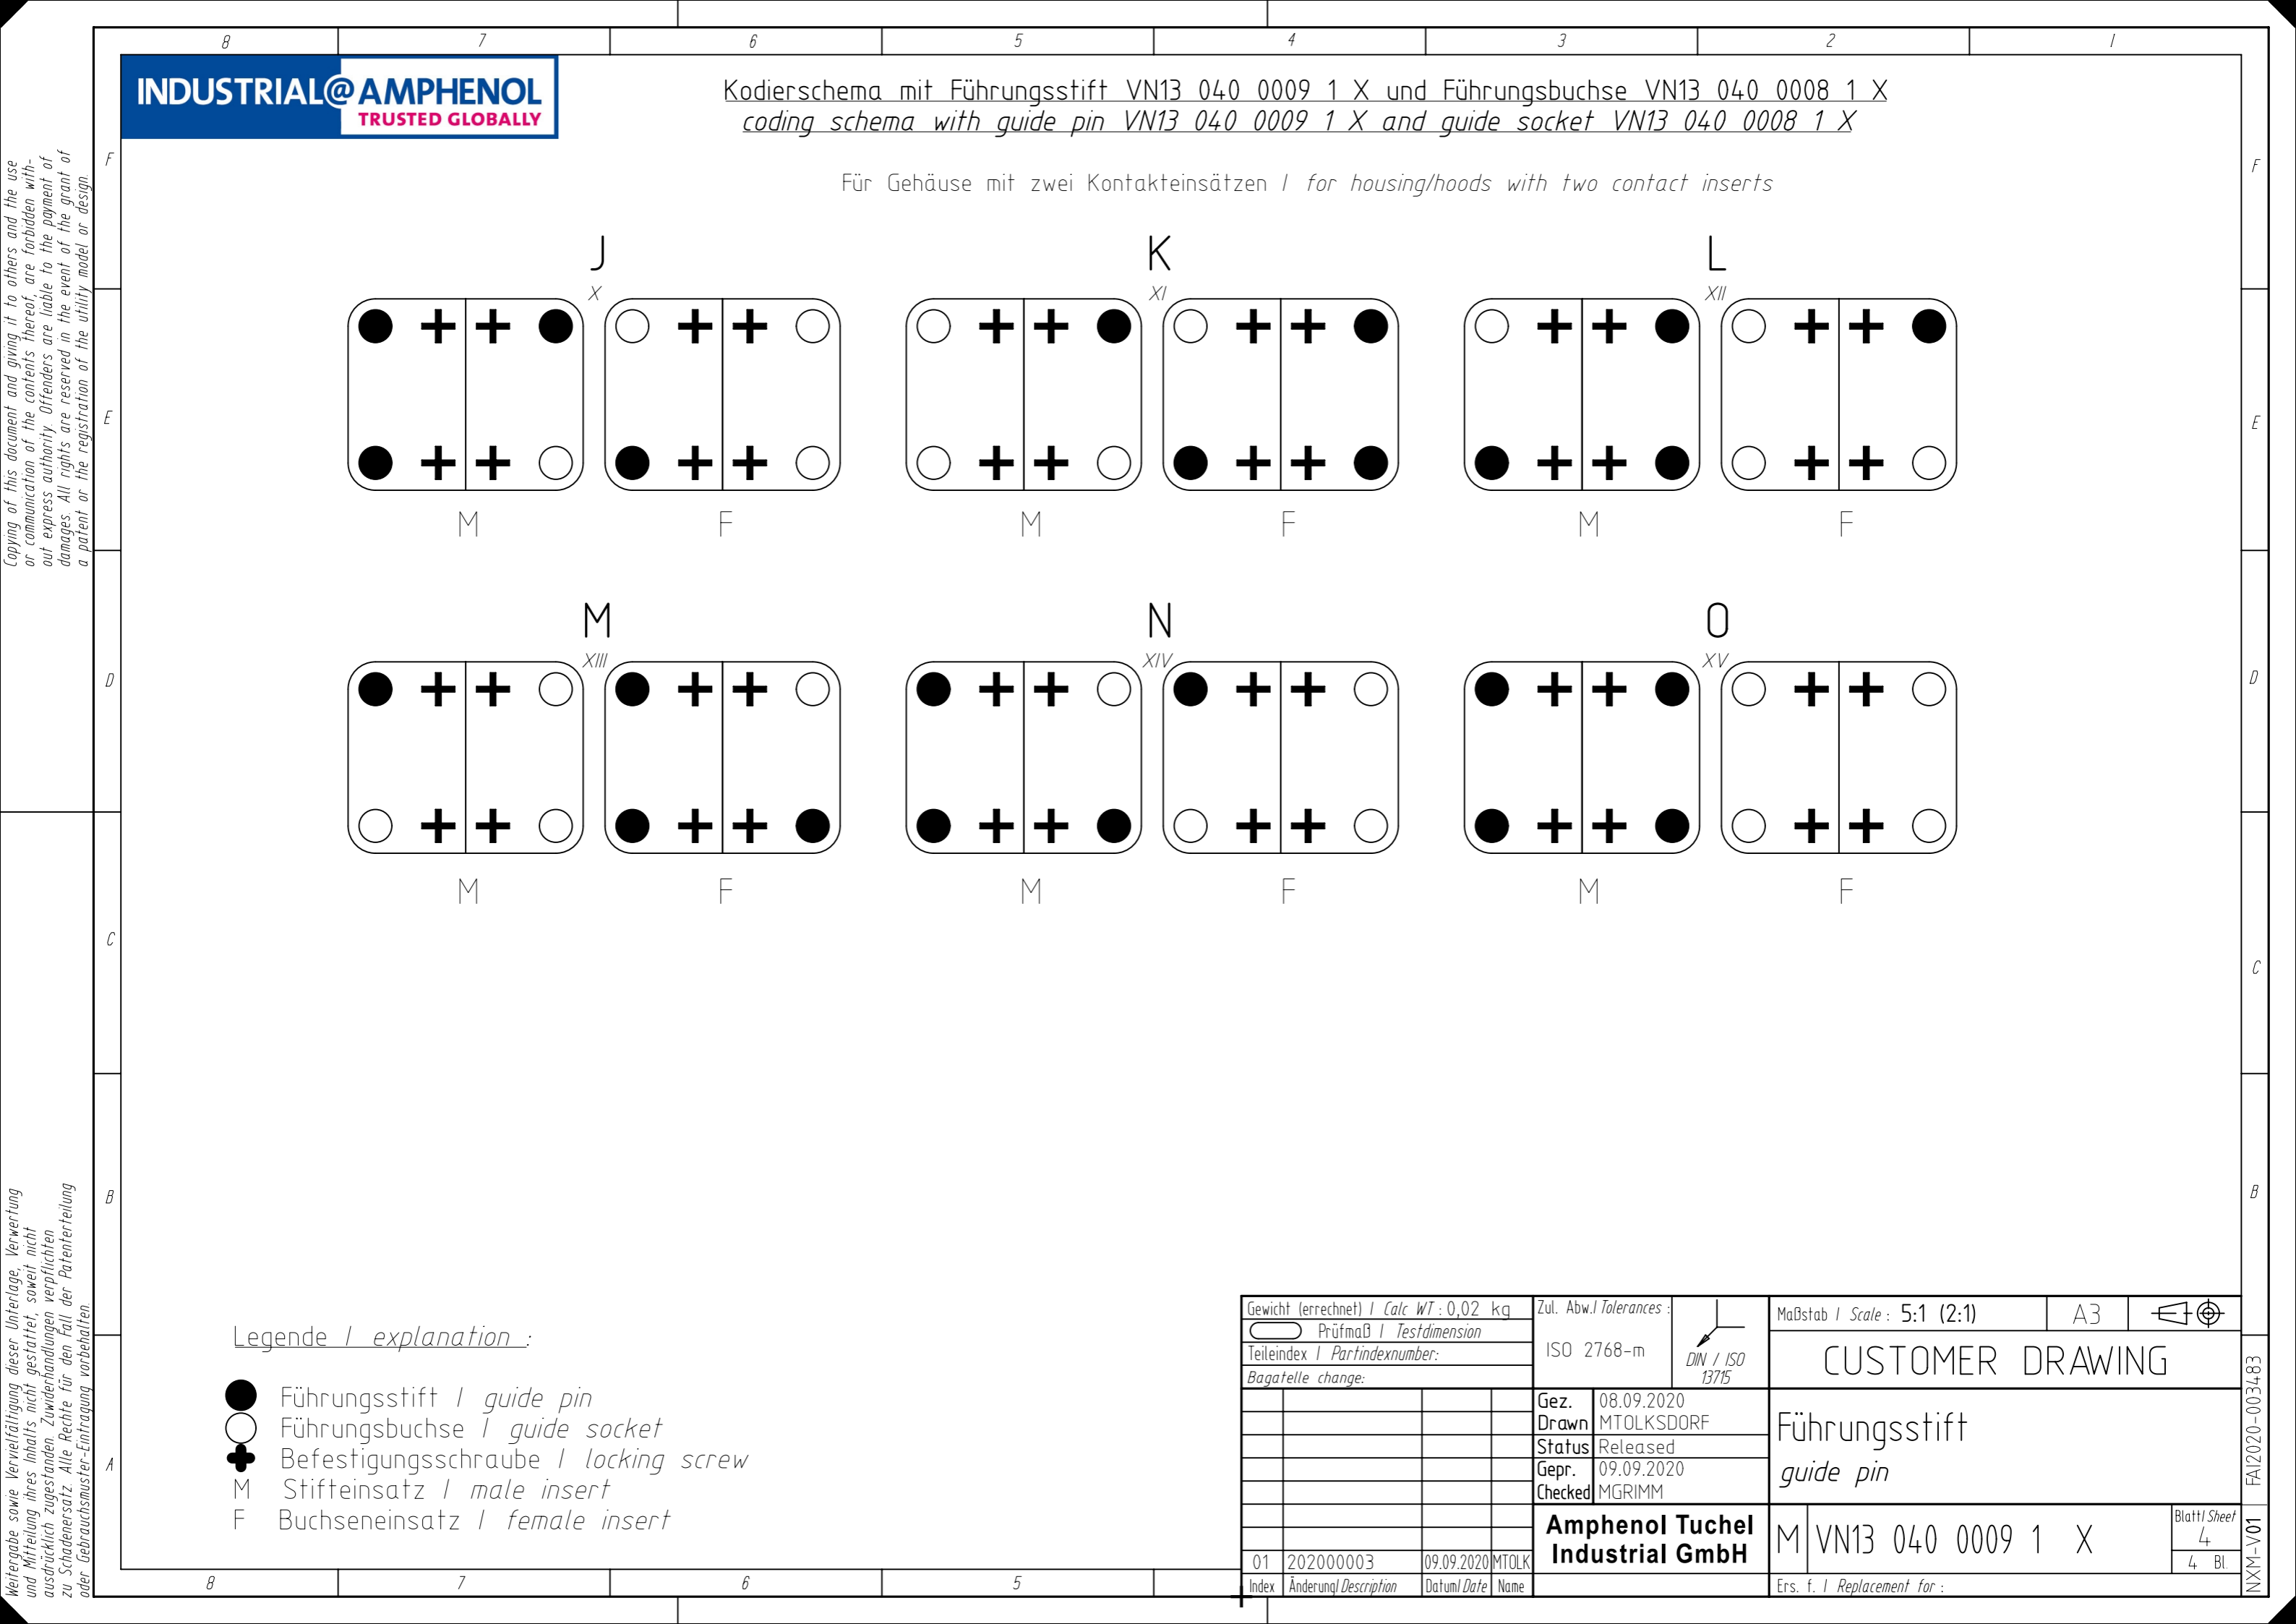 8 7 6 5 4 3 2 1
INDUSTRIAL@AMPHENOL
TRUSTED GLOBALLY
Kodierschema mit Führungsstift VN13 040 0009 1 X und Führungsbuchse VN13 040 0008 1 X
coding schema with guide pin VN13 040 0009 1 X and guide socket VN13 040 0008 1 X
Für Gehäuse mit zwei Kontakteinsätzen / for housing/hoods with two contact inserts
J K L
X XI XII
M F M F M F
M N O
XIII XIV XV
M F M F M F
Copying of this document and giving it to others and the use
or communication of the contents thereof, are forbidden with-
out express authority. Offenders are liable to the payment of
damages. All rights are reserved in the event of the grant of
a patent or the registration of the utility model or design.
Weitergabe sowie Vervielfältigung dieser Unterlage, Verwertung
und Mitteilung ihres Inhalts nicht gestattet, soweit nicht
ausdrücklich zugestanden. Zuwiderhandlungen verpflichten
zu Schadenersatz. Alle Rechte für den Fall der Patenterteilung
oder Gebrauchsmuster-Eintragung vorbehalten.
F F
E E
D D
C C
B B
A
Legende / explanation :
Führungsstift / guide pin
Führungsbuchse / guide socket
Befestigungsschraube / locking screw
M Stifteinsatz / male insert
F Buchseneinsatz / female insert
Gewicht (errechnet) / Calc WT : 0,02 kg
Prüfmaß / Testdimension
Teileindex / Partindexnumber:
Bagatelle change:
Zul. Abw./Tolerances :
ISO 2768-m
DIN / ISO
13715
Maßstab / Scale : 5:1 (2:1) A3
CUSTOMER DRAWING
Gez. 08.09.2020
Drawn MTOLKSDORF
Status Released
Gepr. 09.09.2020
Checked MGRIMM
Führungsstift
guide pin
Amphenol Tuchel
Industrial GmbH
M VN13 040 0009 1 X
Blatt/ Sheet
4
4 Bl.
01 202000003 09.09.2020 MTOLK
Index Änderung/ Description Datum/ Date Name
Ers. f. / Replacement for :
FAI2020-003483
NXM-V01
8 7 6 5